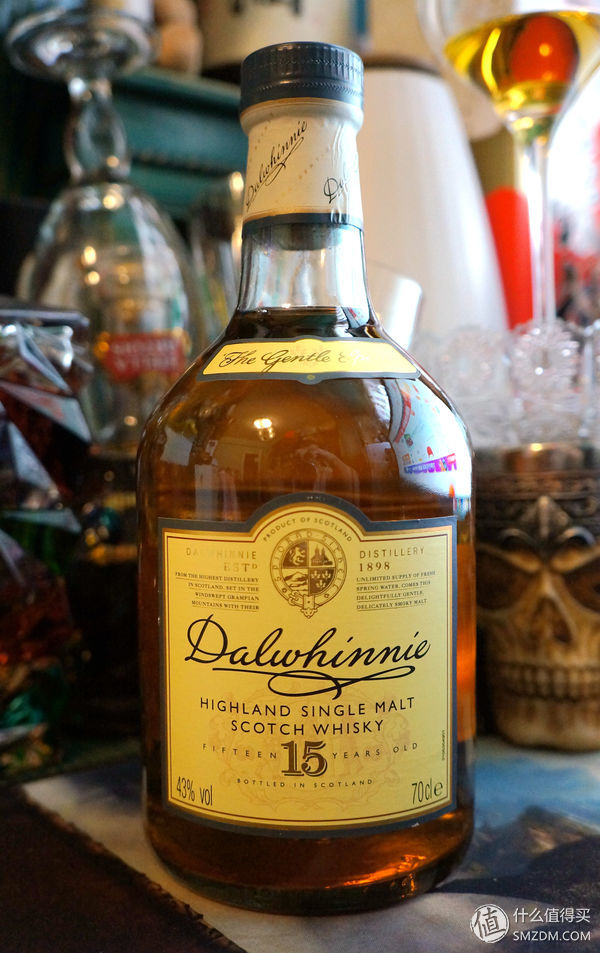 Dalwhinnie
The Gentle
PRODUCT OF SCOTLAND
DALWHINNIE
ESTD
FROM THE HIGHEST DISTILLERY
IN SCOTLAND, SET IN THE
WINDSWEPT GRAMPIAN
MOUNTAINS WITH THEIR
DISTILLERY
1898
UNLIMITED SUPPLY OF FRESH
SPRING WATER, COMES THIS
DELIGHTFULLY GENTLE,
DELICATELY SMOKY MALT
Dalwhinnie
HIGHLAND SINGLE MALT
SCOTCH WHISKY
FIFTEEN 15 YEARS OLD
BOTTLED IN SCOTLAND
43% vol
70cl e
值 什么值得买
SMZDM.COM